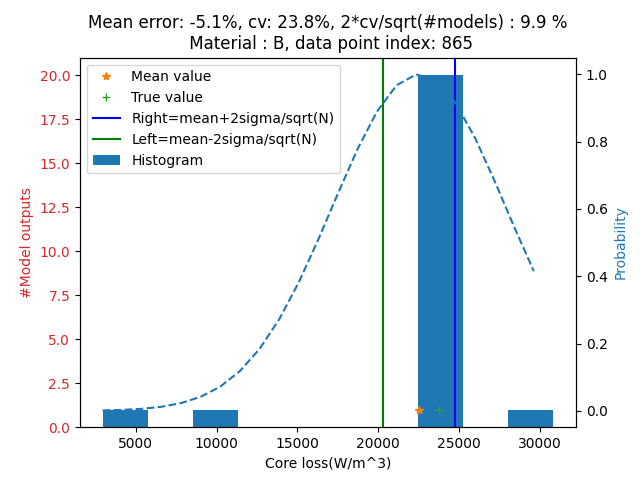 Mean error: -5.1%, cv: 23.8%, 2*cv/sqrt(#models) : 9.9 %
Material : B, data point index: 865
Mean value
True value
Right=mean+2sigma/sqrt(N)
Left=mean-2sigma/sqrt(N)
Histogram
20.0
17.5
15.0
12.5
10.0
7.5
5.0
2.5
0.0
#Model outputs
1.0
0.8
0.6
0.4
0.2
0.0
Probability
5000 10000 15000 20000 25000 30000
Core loss(W/m^3)